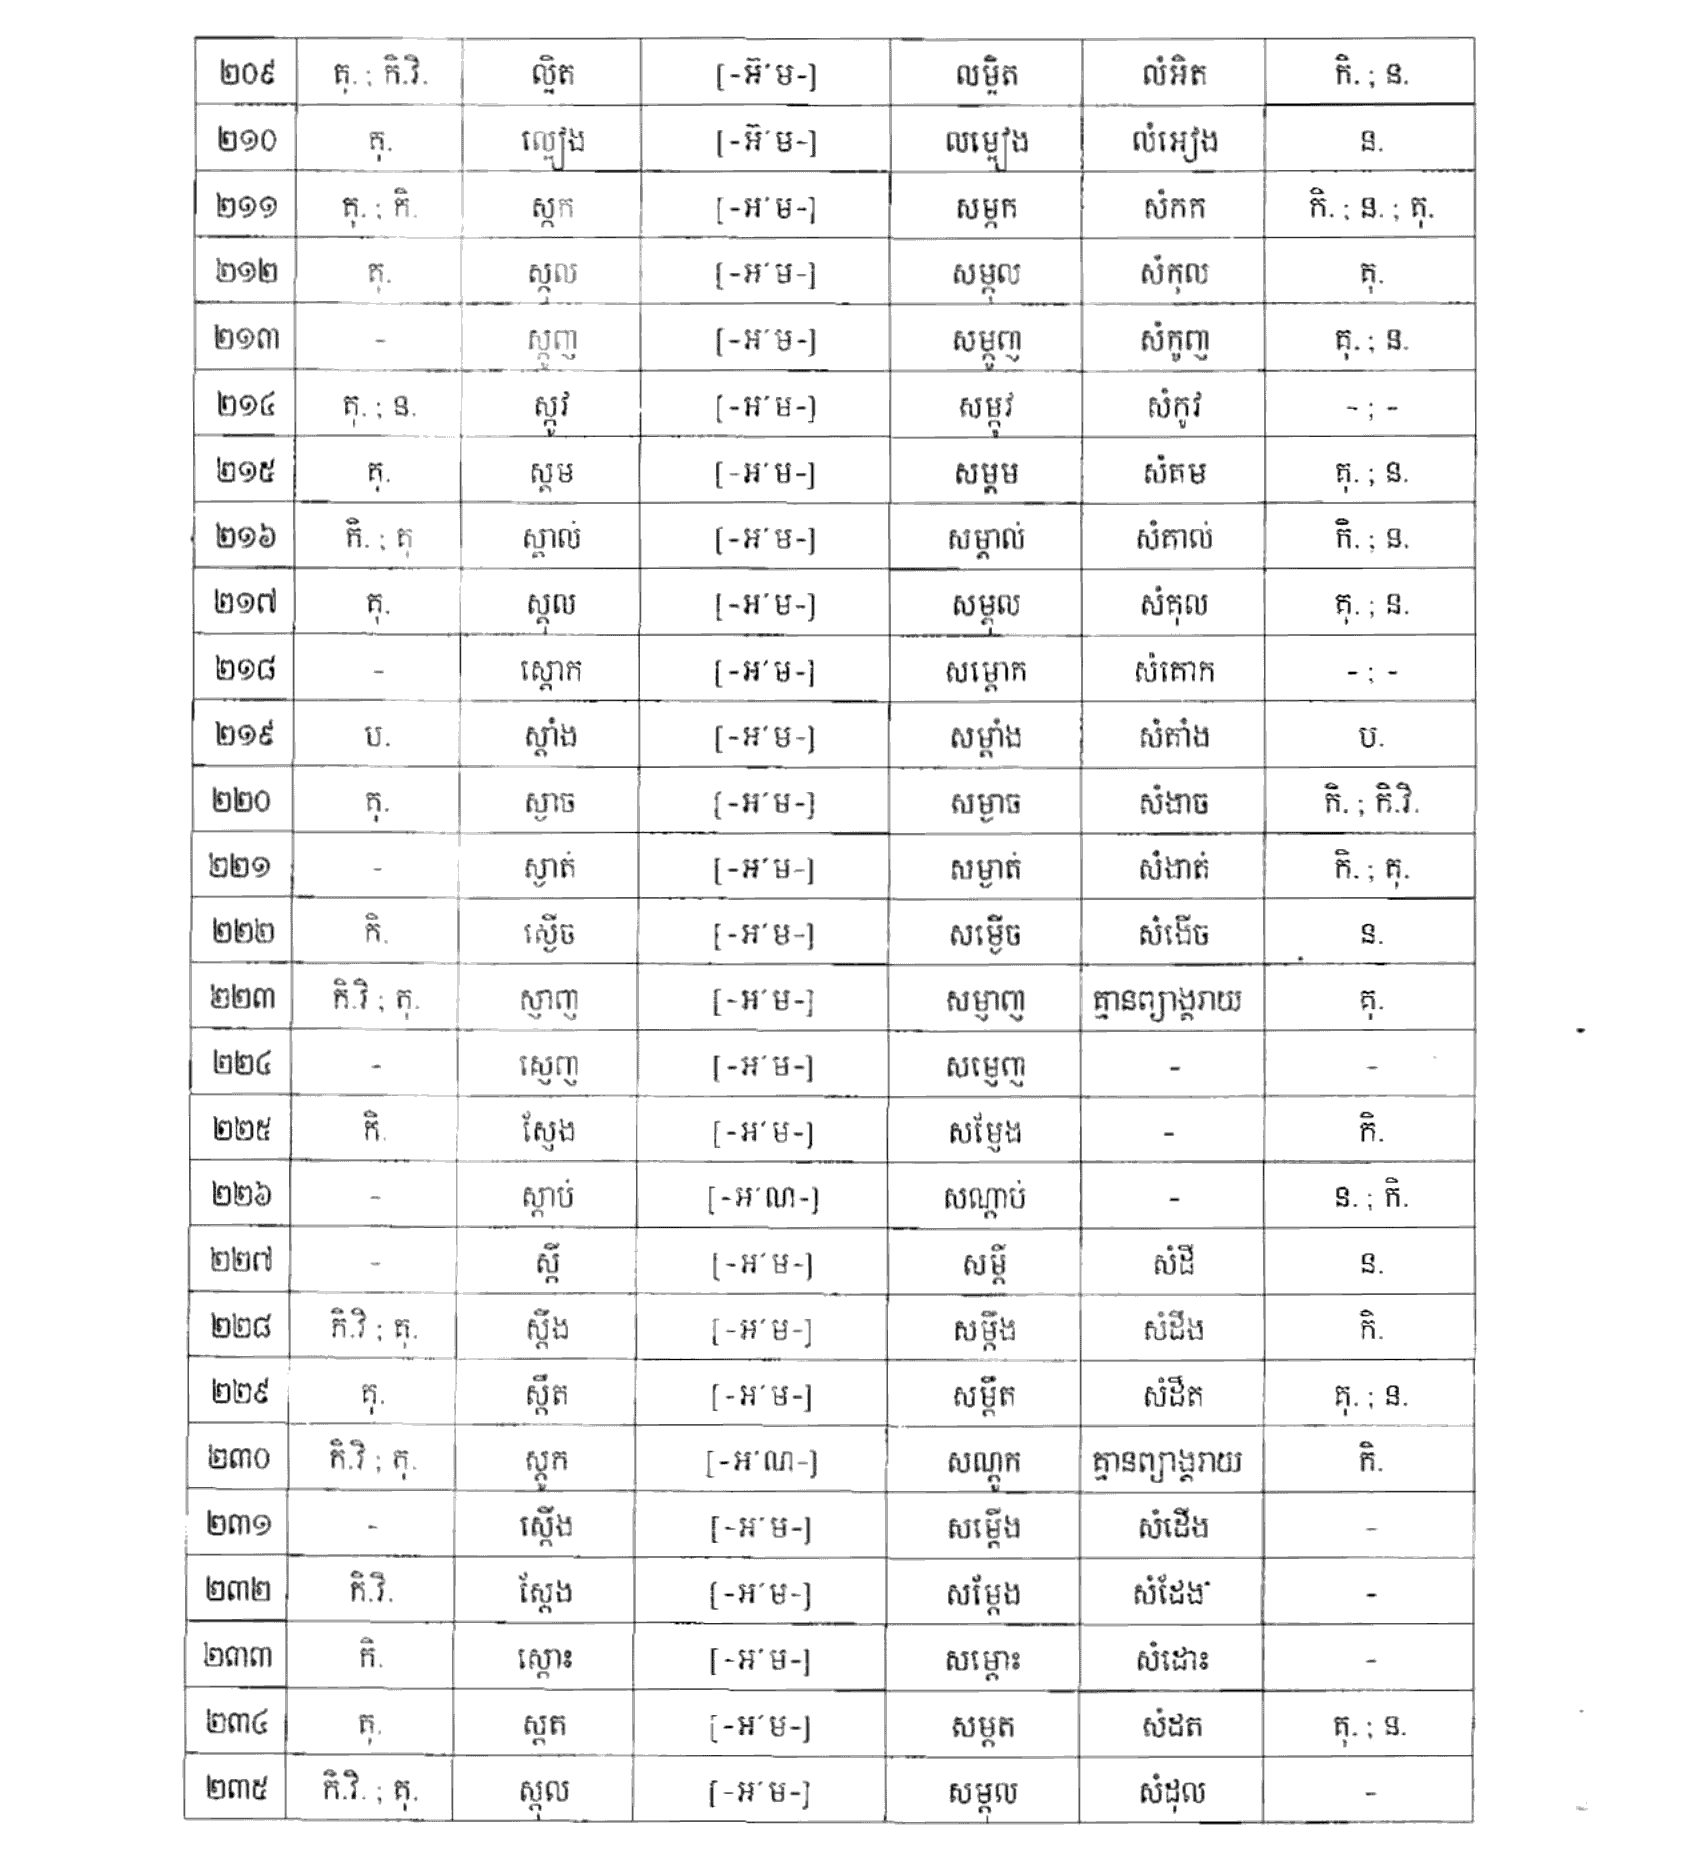 ២០៩ គុ. ; កិ.វិ. ល្អិត [-អ៊ ́ម-] លម្អិត លំអិត កិ. ; ន.
២១០ គុ. ល្អៀង [-អ៊ ́ម-] លម្អៀង លំអៀង ន.
២១១ គុ. ; កិ. ស្កក [-អ ́ម-] សម្កក សំកក កិ. ; ន. ; គុ.
២១២ គុ. ស្កុល [-អ ́ម-] សម្កុល សំកុល គុ.
២១៣ - ស្កូញ [-អ ́ម-] សម្កូញ សំកូញ គុ. ; ន.
២១៤ គុ. ; ន. ស្កូវ [-អ ́ម-] សម្កូវ សំកូវ - ; -
២១៥ គុ. ស្គម [-អ ́ម-] សម្គម សំគម គុ. ; ន.
២១៦ កិ. ; គុ ស្គាល់ [-អ ́ម-] សម្គាល់ សំគាល់ កិ. ; ន.
២១៧ គុ. ស្គុល [-អ ́ម-] សម្គុល សំគុល គុ. ; ន.
២១៨ - ស្គោក [-អ ́ម-] សម្គោក សំគោក - ; -
២១៩ ប. ស្គាំង [-អ ́ម-] សម្គាំង សំគាំង ប.
២២០ គុ. ស្ងាច [-អ ́ម-] សម្ងាច សំងាច កិ. ; កិ.វិ.
២២១ - ស្ងាត់ [-អ ́ម-] សម្ងាត់ សំងាត់ កិ. ; គុ.
២២២ កិ. ស្ងើច [-អ ́ម-] សម្ងើច សំងើច ន.
២២៣ កិ.វិ ; គុ. ស្ញាញ [-អ ́ម-] សម្ញាញ គ្មានព្យាង្គរាយ គុ.
២២៤ - ស្ញេញ [-អ ́ម-] សម្ញេញ - -
២២៥ កិ. ស្ញែង [-អ ́ម-] សម្ញែង - កិ.
២២៦ - ស្ដាប់ [-អ ́ណ-] សណ្ដាប់ - ន. ; កិ.
២២៧ - ស្ដី [-អ ́ម-] សម្ដី សំដី ន.
២២៨ កិ.វិ ; គុ. ស្ដឹង [-អ ́ម-] សម្ដឹង សំដឹង កិ.
២២៩ គុ. ស្ដឹត [-អ ́ម-] សម្ដឹត សំដឹត គុ. ; ន.
២៣០ កិ.វិ ; គុ. ស្ដូក [-អ ́ណ-] សណ្ដូក គ្មានព្យាង្គរាយ កិ.
២៣១ - ស្ដើង [-អ ́ម-] សម្ដើង សំដើង -
២៣២ កិ.វិ. ស្ដែង [-អ ́ម-] សម្ដែង សំដែង -
២៣៣ កិ. ស្ដោះ [-អ ́ម-] សម្ដោះ សំដោះ -
២៣៤ គុ. ស្ដត [-អ ́ម-] សម្ដត សំដត គុ. ; ន.
២៣៥ កិ.វិ. ; គុ. ស្ដុល [-អ ́ម-] សម្ដុល សំដុល -